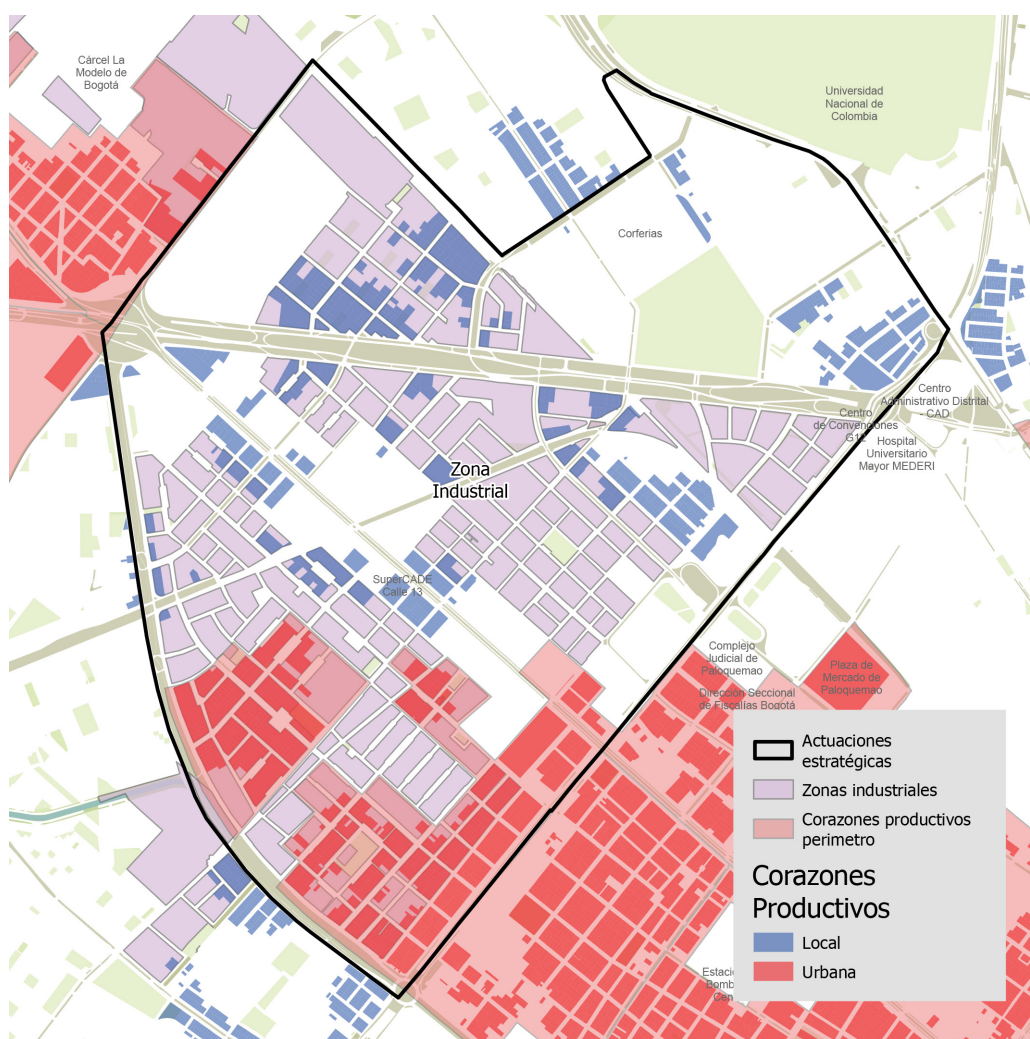 Cárcel La
Modelo de
Bogotá
Universidad
Nacional de
Colombia
Corferias
Centro
Administrativo Distrital
- CAD
Centro
de Convenciones
G12
Hospital
Universitario
Mayor MEDERI
Zona
Industrial
SuperCADE
Calle 13
Complejo
Judicial de
Paloquemao
Plaza de
Mercado de
Paloquemao
Dirección Seccional
de Fiscalías Bogotá
Actuaciones
estratégicas
Zonas industriales
Corazones productivos
perimetro
Corazones
Productivos
Local
Urbana